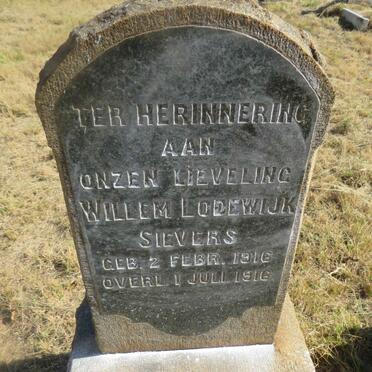 TER HERINNERING
AAN
ONZEN LIEVELING
WILLEM LODEWIJK
SIEVERS
GEB. 2 FEBR. 1916
OVERL 1 JULI. 1916